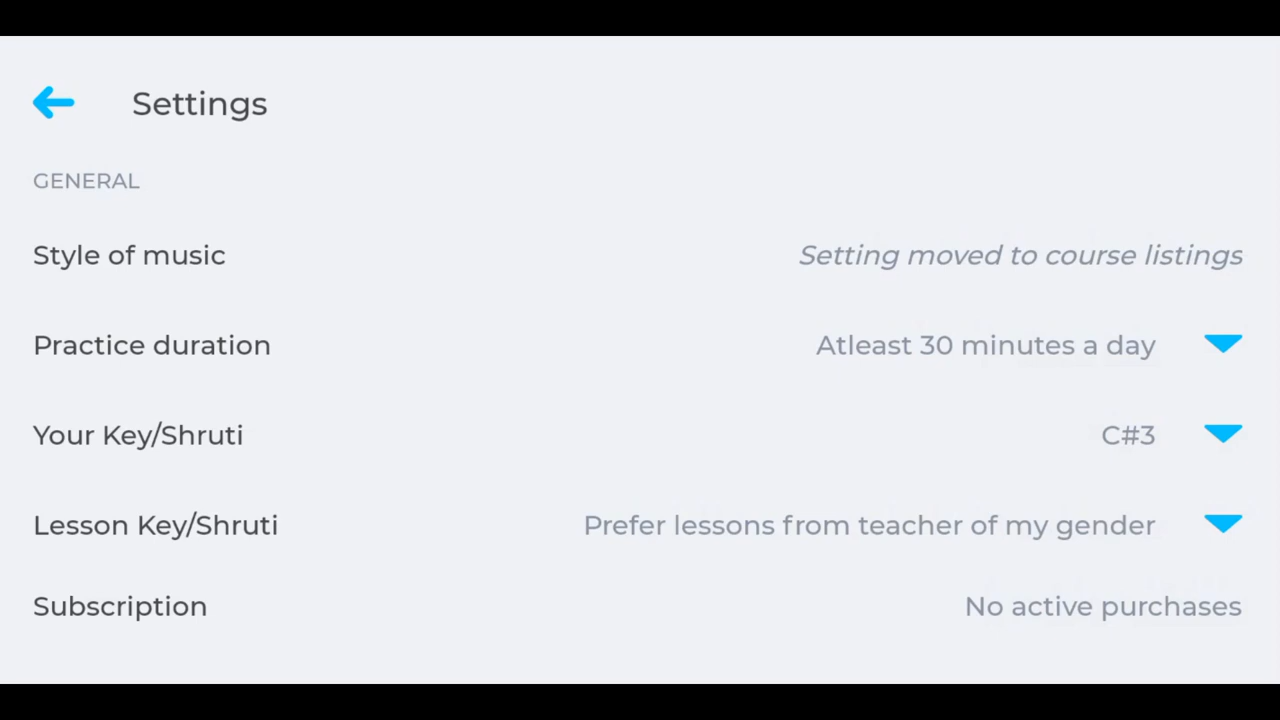 Settings
GENERAL
Style of music Setting moved to course listings
Practice duration Atleast 30 minutes a day
Your Key/Shruti C#3
Lesson Key/Shruti Prefer lessons from teacher of my gender
Subscription No active purchases